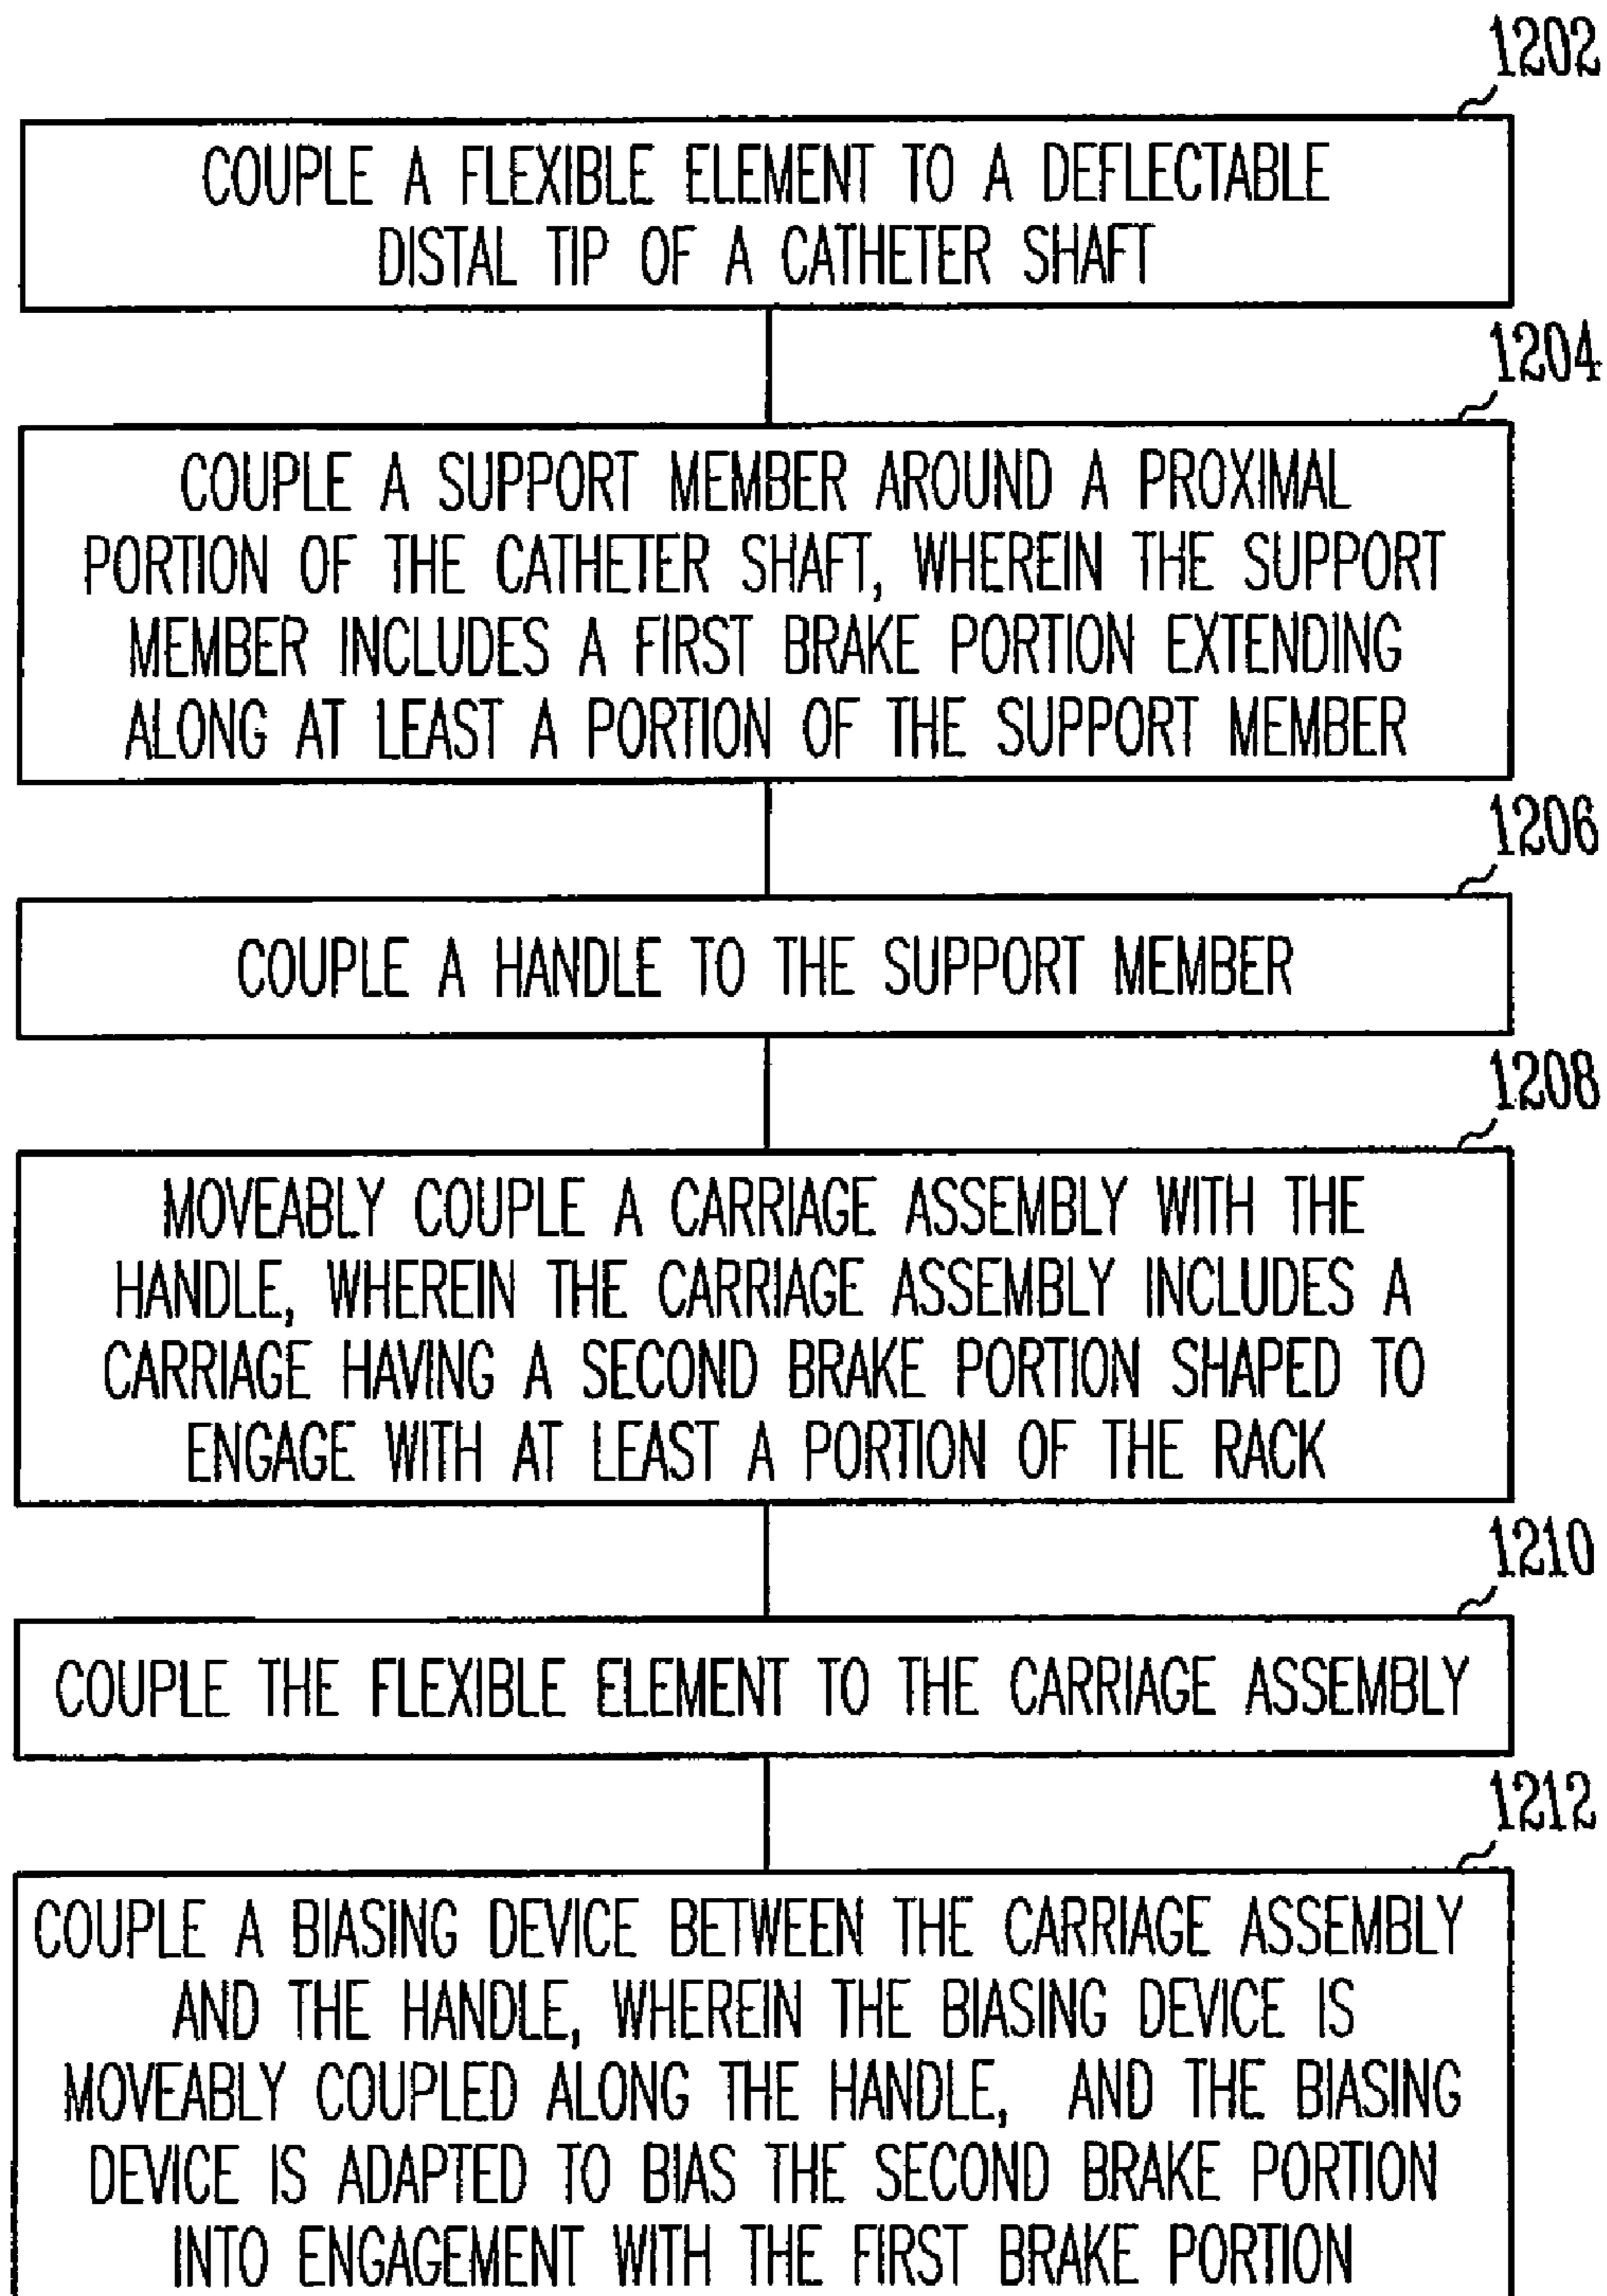 1202
COUPLE A FLEXIBLE ELEMENT TO A DEFLECTABLE
DISTAL TIP OF A CATHETER SHAFT
1204
COUPLE A SUPPORT MEMBER AROUND A PROXIMAL
PORTION OF THE CATHETER SHAFT, WHEREIN THE SUPPORT
MEMBER INCLUDES A FIRST BRAKE PORTION EXTENDING
ALONG AT LEAST A PORTION OF THE SUPPORT MEMBER
1206
COUPLE A HANDLE TO THE SUPPORT MEMBER
1208
MOVEABLY COUPLE A CARRIAGE ASSEMBLY WITH THE
HANDLE, WHEREIN THE CARRIAGE ASSEMBLY INCLUDES A
CARRIAGE HAVING A SECOND BRAKE PORTION SHAPED TO
ENGAGE WITH AT LEAST A PORTION OF THE RACK
1210
COUPLE THE FLEXIBLE ELEMENT TO THE CARRIAGE ASSEMBLY
1212
COUPLE A BIASING DEVICE BETWEEN THE CARRIAGE ASSEMBLY
AND THE HANDLE, WHEREIN THE BIASING DEVICE IS
MOVEABLY COUPLED ALONG THE HANDLE, AND THE BIASING
DEVICE IS ADAPTED TO BIAS THE SECOND BRAKE PORTION
INTO ENGAGEMENT WITH THE FIRST BRAKE PORTION